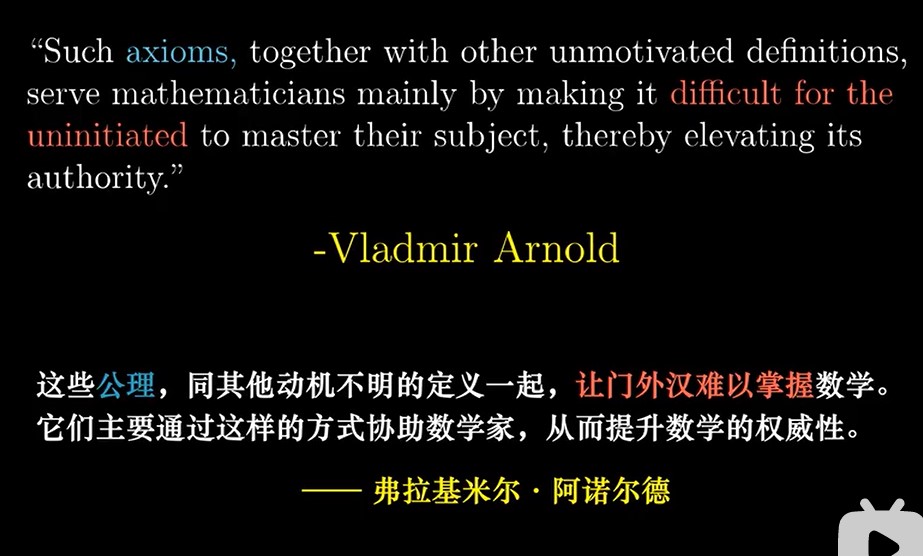 “Such axioms, together with other unmotivated definitions,
serve mathematicians mainly by making it difficult for the
uninitiated to master their subject, thereby elevating its
authority.”
-Vladmir Arnold
这些公理，同其他动机不明的定义一起，让门外汉难以掌握数学。
它们主要通过这样的方式协助数学家，从而提升数学的权威性。
—— 弗拉基米尔·阿诺尔德